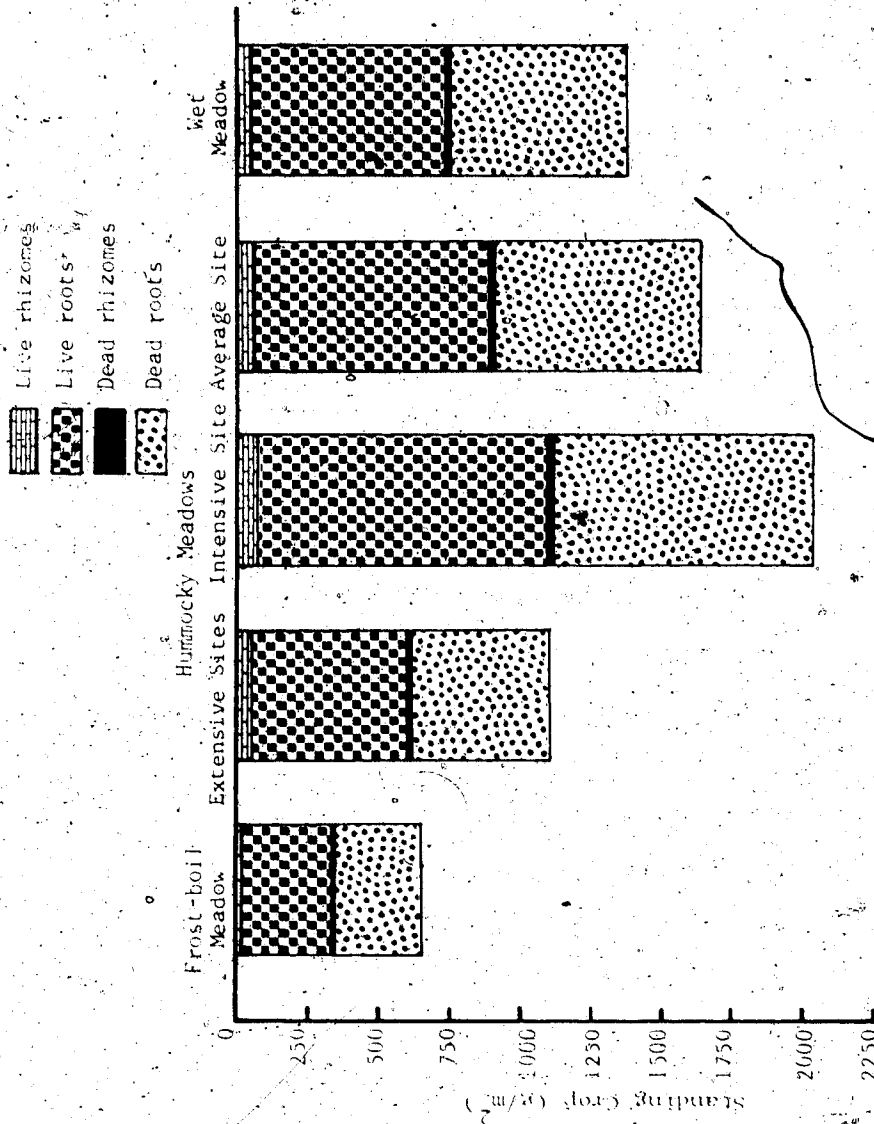 Live rhizomes
Live roots
Dead rhizomes
Dead roots
Hummocky Meadows
Frost-boil
Meadow
Extensive Sites
Intensive Site
Average Site
Wet
Meadow
0
250
500
750
1000
1250
1500
1750
2000
2250
Standing Crop (g/m²)